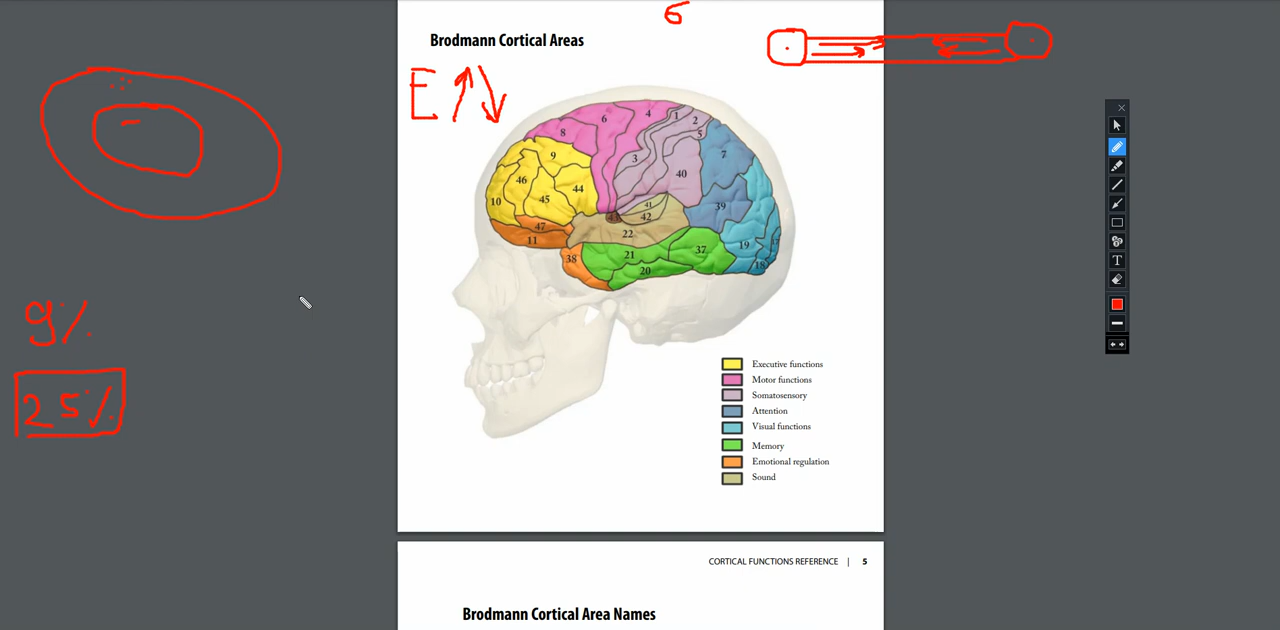 6
Brodmann Cortical Areas
E
6
4
1
2
8
5
9
3
7
46
40
44
10
45
41
39
42
47
22
11
19
17
21
37
38
18
20
9%
25%
Executive functions
Motor functions
Somatosensory
Attention
Visual functions
Memory
Emotional regulation
Sound
CORTICAL FUNCTIONS REFERENCE | 5
Brodmann Cortical Area Names
T